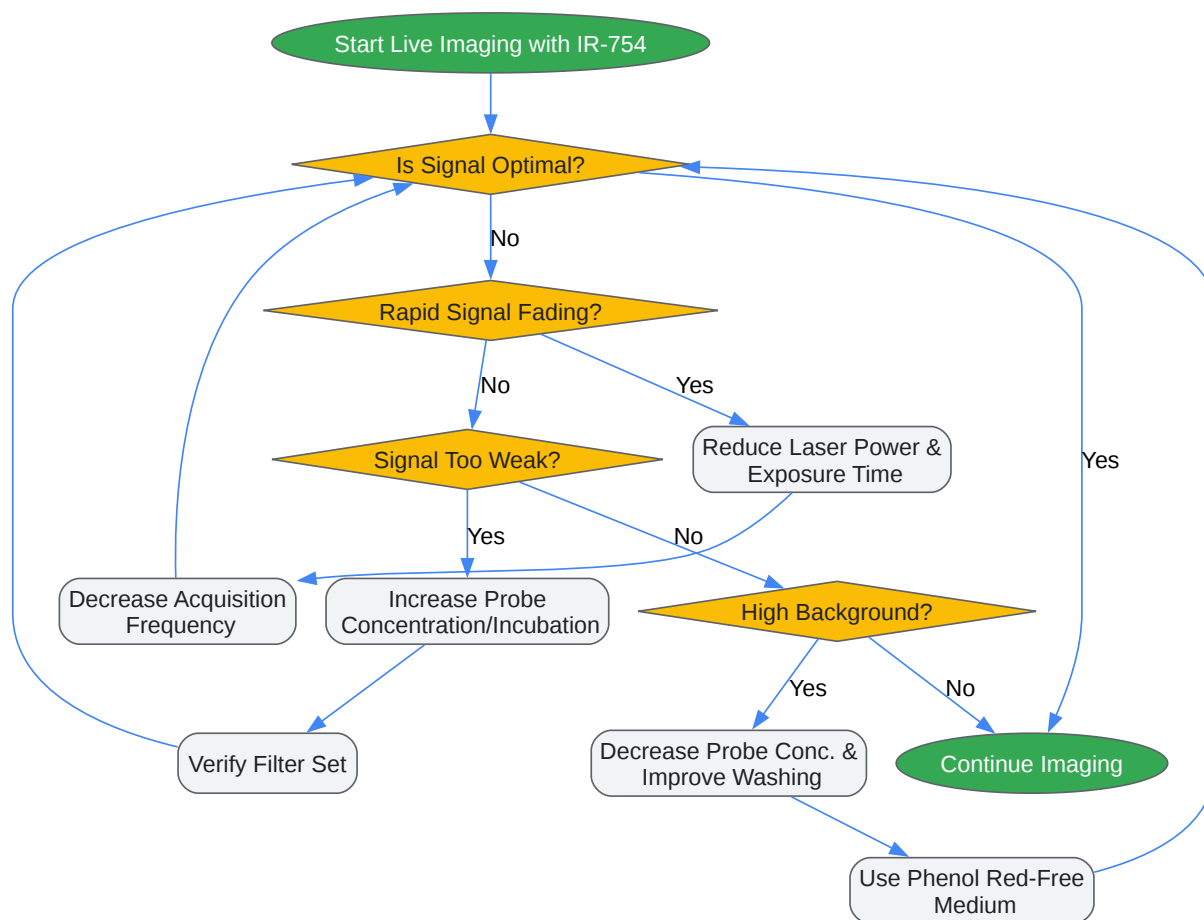 Start Live Imaging with IR-754
Is Signal Optimal?
No
Rapid Signal Fading?
No
Yes
Signal Too Weak?
Reduce Laser Power &
Exposure Time
Yes
Yes
No
Decrease Acquisition
Frequency
Increase Probe
Concentration/Incubation
High Background?
Yes
No
Verify Filter Set
Decrease Probe Conc. &
Improve Washing
Continue Imaging
Use Phenol Red-Free
Medium